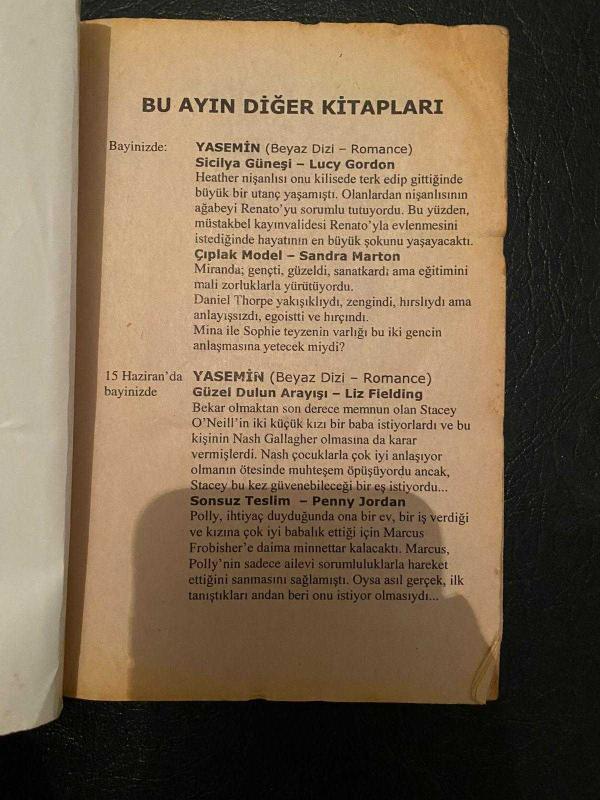 BU AYIN DİĞER KİTAPLARI
Bayinizde: YASEMİN (Beyaz Dizi – Romance)
Sicilya Güneşi – Lucy Gordon
Heather nişanlısı onu kilisede terk edip gittiğinde
büyük bir utanç yaşamıştı. Olanlardan nişanlısının
ağabeyi Renato'yu sorumlu tutuyordu. Bu yüzden,
müstakbel kayınvalidesi Renato'yla evlenmesini
istediğinde hayatının en büyük şokunu yaşayacaktı.
Çıplak Model – Sandra Marton
Miranda; gençti, güzeldi, sanatkardı ama eğitimini
mali zorluklarla yürütüyordu.
Daniel Thorpe yakışıklıydı, zengindi, hırslıydı ama
anlayışsızdı, egoistti ve hırçındı.
Mina ile Sophie teyzenin varlığı bu iki gencin
anlaşmasına yetecek miydi?
15 Haziran'da YASEMİN (Beyaz Dizi – Romance)
bayinizde Güzel Dulun Arayışı – Liz Fielding
Bekar olmaktan son derece memnun olan Stacey
O'Neill'in iki küçük kızı bir baba istiyorlardı ve bu
kişinin Nash Gallagher olmasına da karar
vermişlerdi. Nash çocuklarla çok iyi anlaşıyor
olmanın ötesinde muhteşem öpüşüyordu ancak,
Stacey bu kez güvenebileceği bir eş istiyordu...
Sonsuz Teslim – Penny Jordan
Polly, ihtiyaç duyduğunda ona bir ev, bir iş verdiği
ve kızına çok iyi babalık ettiği için Marcus
Frobisher'e daima minnettar kalacaktı. Marcus,
Polly'nin sadece ailevi sorumluluklarla hareket
ettiğini sanmasını sağlamıştı. Oysa asıl gerçek, ilk
tanıştıkları andan beri onu istiyor olmasıydı...